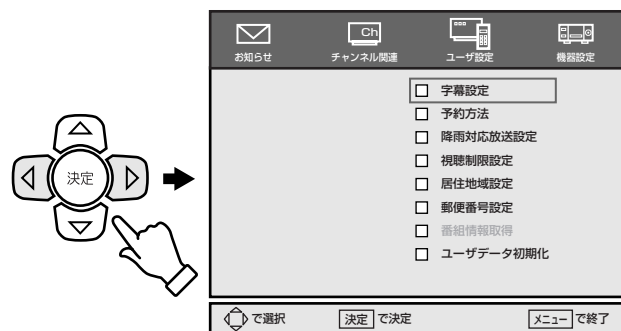 Ch
お知らせ
チャンネル関連
ユーザ設定
機器設定
字幕設定
予約方法
降雨対応放送設定
視聴制限設定
居住地域設定
郵便番号設定
番組情報取得
ユーザデータ初期化
決定
で選択 決定 で決定 メニュー で終了